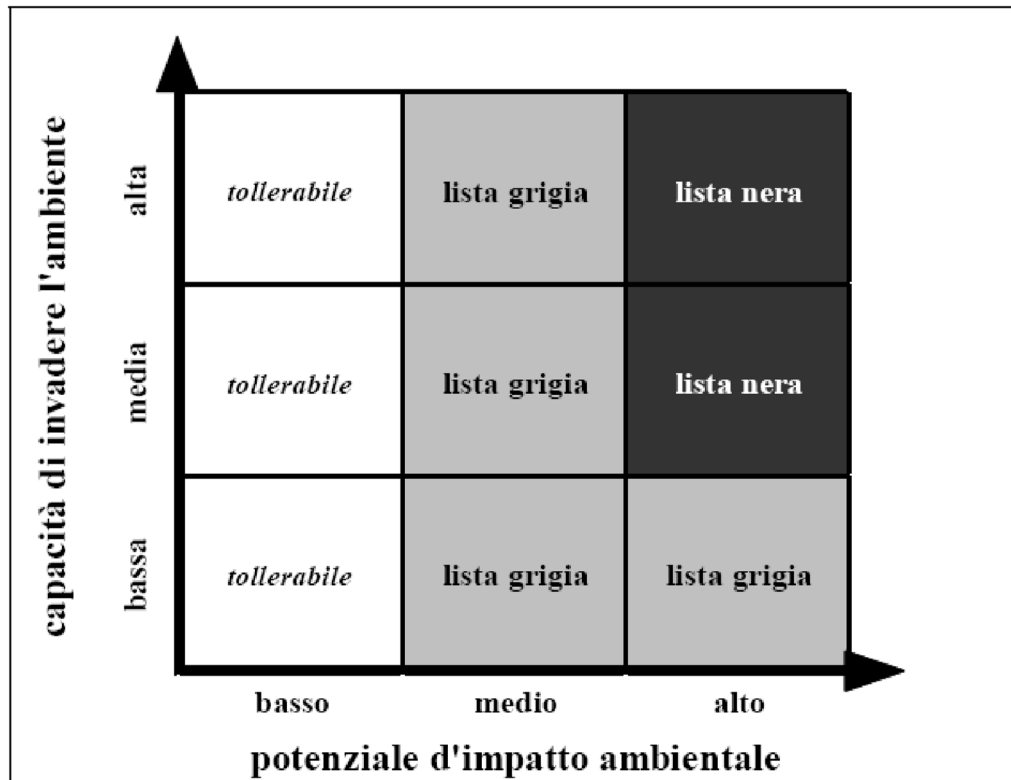 capacità di invadere l'ambiente
alta
tollerabile
lista grigia
lista nera
media
tollerabile
lista grigia
lista nera
bassa
tollerabile
lista grigia
lista grigia
basso
medio
alto
potenziale d'impatto ambientale